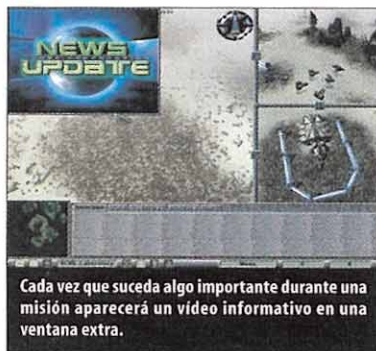 NEWS
UPDATE
Cada vez que suceda algo importante durante una
misión aparecerá un vídeo informativo en una
ventana extra.